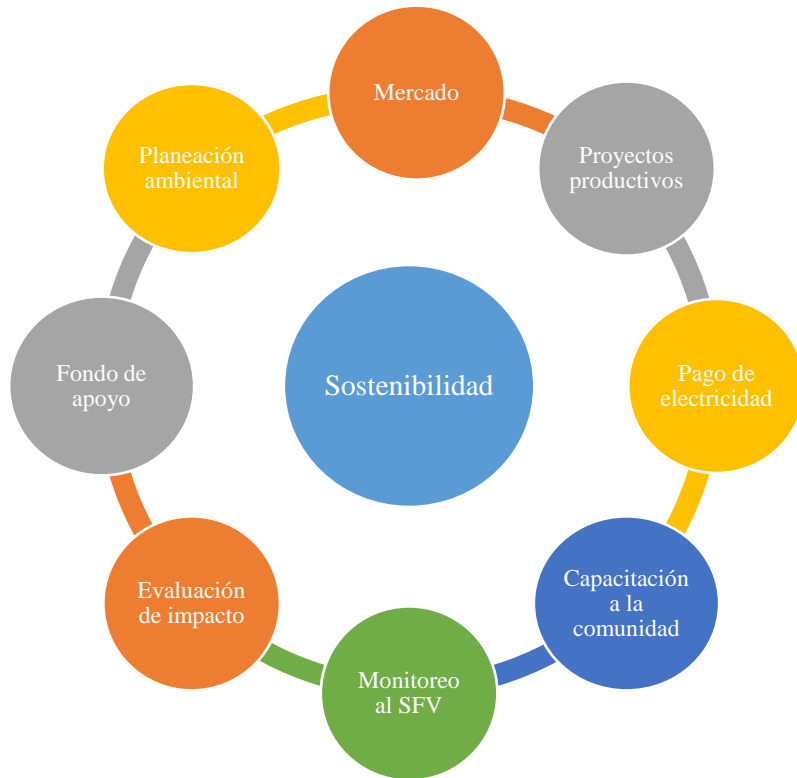 Mercado
Proyectos
productivos
Pago de
electricidad
Capacitación
a la
comunidad
Monitoreo
al SFV
Evaluación
de impacto
Fondo de
apoyo
Planeación
ambiental
Sostenibilidad